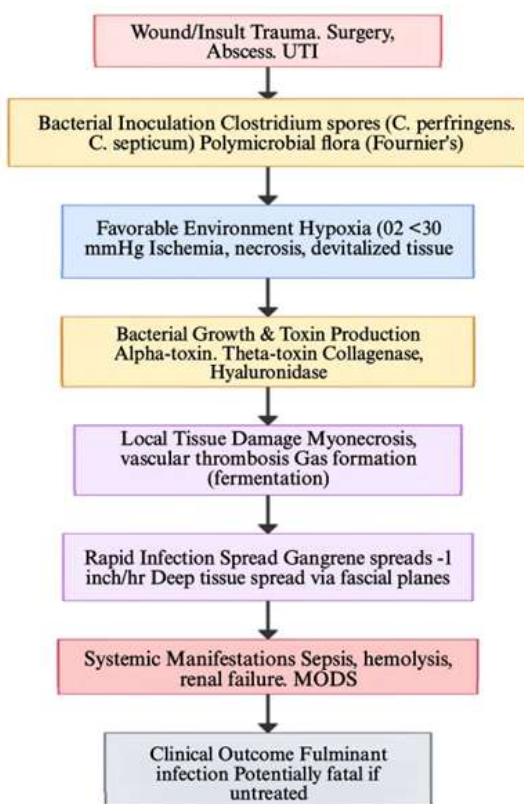 Wound/Insult Trauma. Surgery,
Abscess. UTI
Bacterial Inoculation Clostridium spores (C. perfringens.
C. septicum) Polymicrobial flora (Fournier's)
Favorable Environment Hypoxia (02 <30
mmHg Ischemia, necrosis, devitalized tissue
Bacterial Growth & Toxin Production
Alpha-toxin. Theta-toxin Collagenase,
Hyaluronidase
Local Tissue Damage Myonecrosis,
vascular thrombosis Gas formation
(fermentation)
Rapid Infection Spread Gangrene spreads -1
inch/hr Deep tissue spread via fascial planes
Systemic Manifestations Sepsis, hemolysis,
renal failure. MODS
Clinical Outcome Fulminant
infection Potentially fatal if
untreated